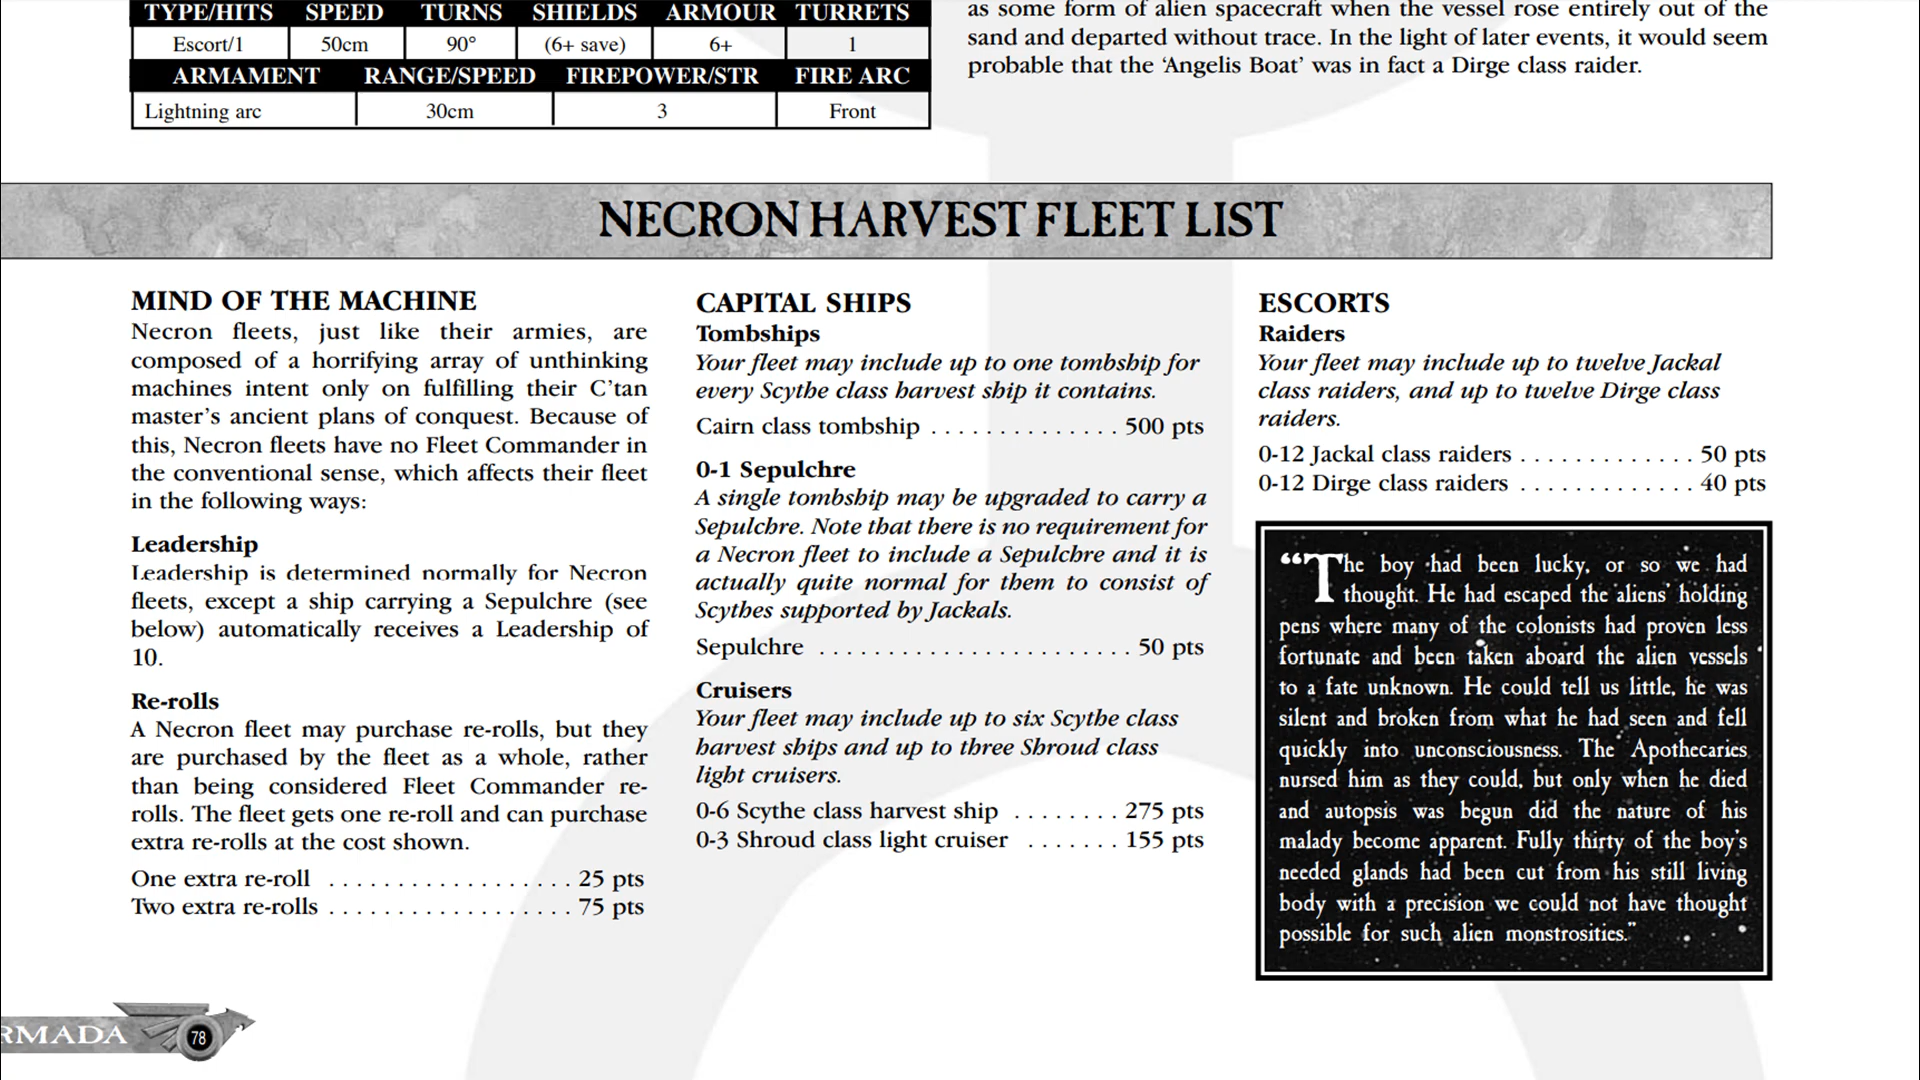 TYPE/HITS SPEED TURNS SHIELDS ARMOUR TURRETS
Escort/1 50cm 90° (6+ save) 6+ 1
ARMAMENT RANGE/SPEED FIREPOWER/STR FIRE ARC
Lightning arc 30cm 3 Front
as some form of alien spacecraft when the vessel rose entirely out of the
sand and departed without trace. In the light of later events, it would seem
probable that the ‘Angelis Boat’ was in fact a Dirge class raider.
NECRON HARVEST FLEET LIST
MIND OF THE MACHINE
Necron fleets, just like their armies, are
composed of a horrifying array of unthinking
machines intent only on fulfilling their C’tan
master’s ancient plans of conquest. Because of
this, Necron fleets have no Fleet Commander in
the conventional sense, which affects their fleet
in the following ways:
Leadership
Leadership is determined normally for Necron
fleets, except a ship carrying a Sepulchre (see
below) automatically receives a Leadership of
10.
Re-rolls
A Necron fleet may purchase re-rolls, but they
are purchased by the fleet as a whole, rather
than being considered Fleet Commander re-
rolls. The fleet gets one re-roll and can purchase
extra re-rolls at the cost shown.
One extra re-roll . . . . . . . . . . . . . . . . . . 25 pts
Two extra re-rolls . . . . . . . . . . . . . . . . . . 75 pts
CAPITAL SHIPS
Tombships
Your fleet may include up to one tombship for
every Scythe class harvest ship it contains.
Cairn class tombship . . . . . . . . . . . . . . 500 pts
0-1 Sepulchre
A single tombship may be upgraded to carry a
Sepulchre. Note that there is no requirement for
a Necron fleet to include a Sepulchre and it is
actually quite normal for them to consist of
Scythes supported by Jackals.
Sepulchre . . . . . . . . . . . . . . . . . . . . . . . 50 pts
Cruisers
Your fleet may include up to six Scythe class
harvest ships and up to three Shroud class
light cruisers.
0-6 Scythe class harvest ship . . . . . . . . 275 pts
0-3 Shroud class light cruiser . . . . . . . 155 pts
ESCORTS
Raiders
Your fleet may include up to twelve Jackal
class raiders, and up to twelve Dirge class
raiders.
0-12 Jackal class raiders . . . . . . . . . . . . . 50 pts
0-12 Dirge class raiders . . . . . . . . . . . . . 40 pts
“The boy had been lucky, or so we had
thought. He had escaped the aliens’ holding
pens where many of the colonists had proven less
fortunate and been taken aboard the alien vessels
to a fate unknown. He could tell us little, he was
silent and broken from what he had seen and fell
quickly into unconsciousness. The Apothecaries
nursed him as they could, but only when he died
and autopsis was begun did the nature of his
malady become apparent. Fully thirty of the boy’s
needed glands had been cut from his still living
body with a precision we could not have thought
possible for such alien monstrosities.”
RMADA 78